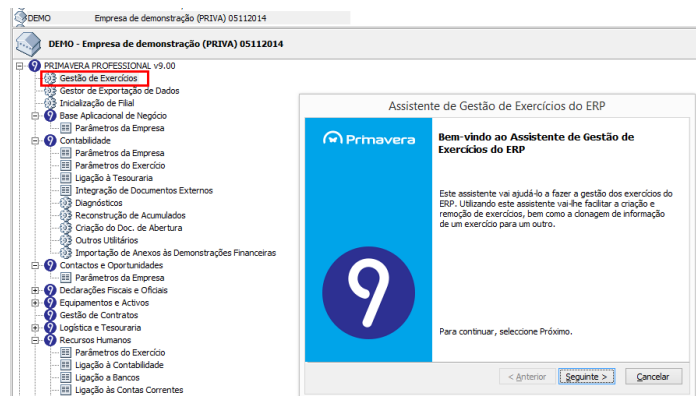 DEMO Empresa de demonstração (PRIVA) 05112014
DEMO - Empresa de demonstração (PRIVA) 05112014
PRIMAVERA PROFESSIONAL v9.00
Gestão de Exercícios
Gestor de Exportação de Dados
Inicialização de Filial
Base Aplicacional de Negócio
Parâmetros da Empresa
Contabilidade
Parâmetros da Empresa
Parâmetros do Exercício
Ligação à Tesouraria
Integração de Documentos Externos
Diagnósticos
Reconstrução de Acumulados
Criação do Doc. de Abertura
Outros Utilitários
Importação de Anexos às Demonstrações Financeiras
Contactos e Oportunidades
Parâmetros da Empresa
Declarações Fiscais e Oficiais
Equipamentos e Activos
Gestão de Contratos
Logística e Tesouraria
Recursos Humanos
Parâmetros do Exercício
Ligação à Contabilidade
Ligação a Bancos
Ligação às Contas Correntes
Assistente de Gestão de Exercícios do ERP
Primavera
9
Bem-vindo ao Assistente de Gestão de
Exercícios do ERP
Este assistente vai ajudá-lo a fazer a gestão dos exercícios do
ERP. Utilizando este assistente vai-lhe facilitar a criação e
remoção de exercícios, bem como a clonagem de informação
de um exercício para um outro.
Para continuar, seleccione Próximo.
< Anterior Seguinte > Cancelar